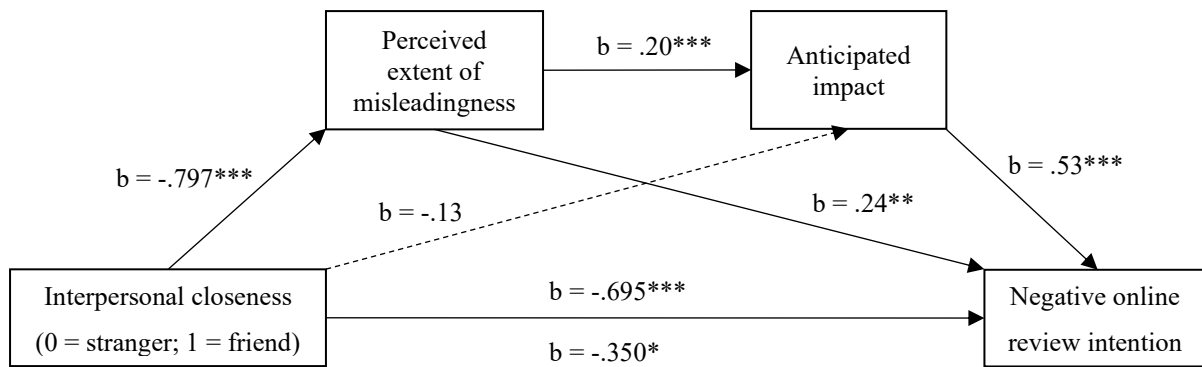 Perceived
extent of
misleadingness
b = .20***
Anticipated
impact
b = -.797***
b = -.13
b = .24**
b = .53***
Interpersonal closeness
(0 = stranger; 1 = friend)
b = -.695***
b = -.350*
Negative online
review intention